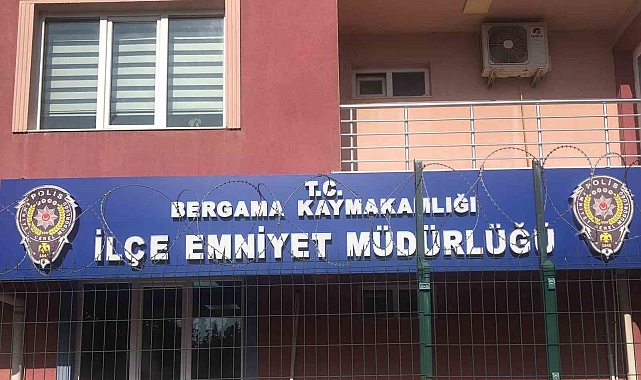 T.C.
BERGAMA KAYMAKAMLIĞI
İLÇE EMNİYET MÜDÜRLÜĞÜ
POLİS
POLİS